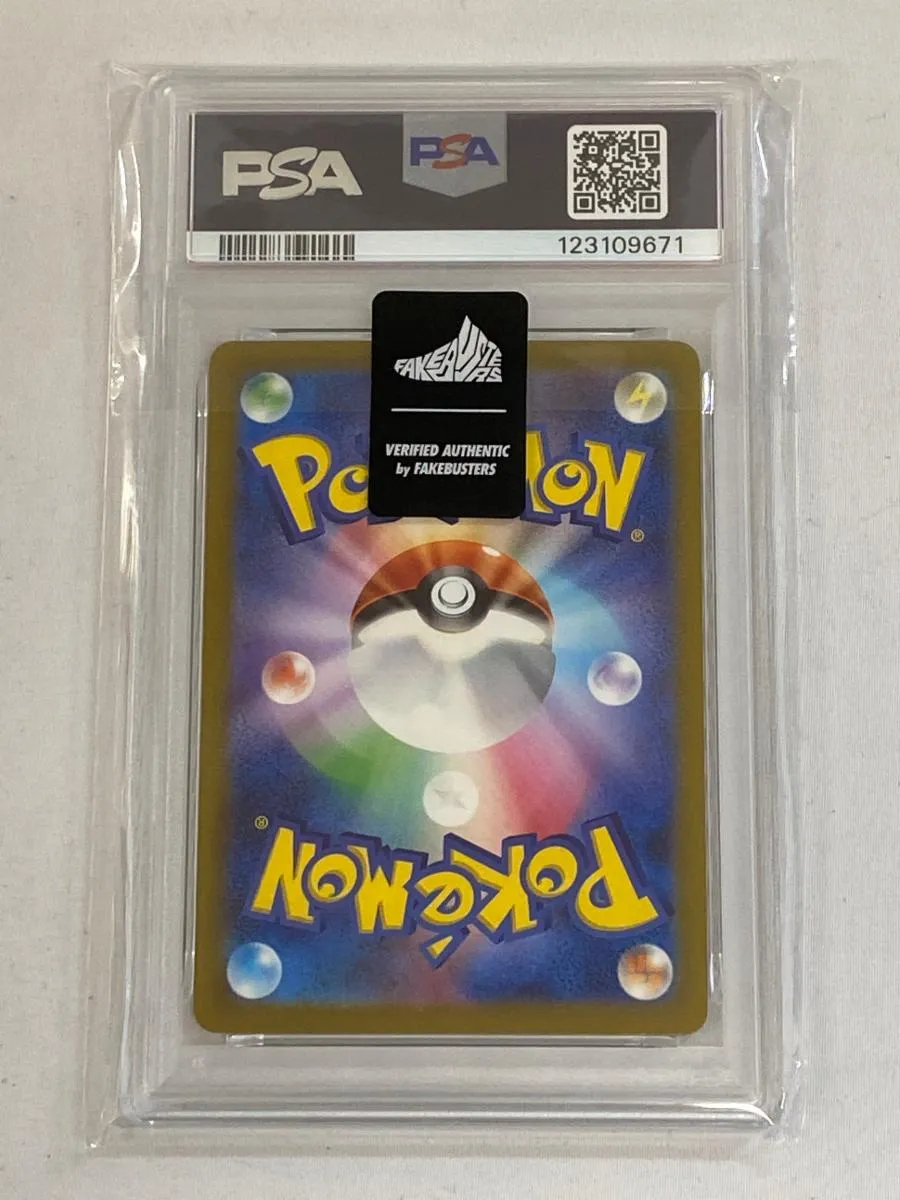 PSA
PSA
123109671
FAKEBUSTERS
VERIFIED AUTHENTIC
by FAKEBUSTERS
POKéMON
®
®
POKéMON